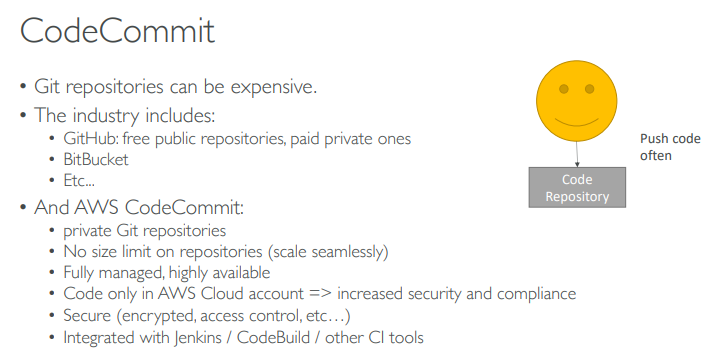 CodeCommit
• Git repositories can be expensive.
• The industry includes:
• GitHub: free public repositories, paid private ones
• BitBucket
• Etc...
• And AWS CodeCommit:
• private Git repositories
• No size limit on repositories (scale seamlessly)
• Fully managed, highly available
• Code only in AWS Cloud account => increased security and compliance
• Secure (encrypted, access control, etc…)
• Integrated with Jenkins / CodeBuild / other CI tools
Push code
often
Code
Repository